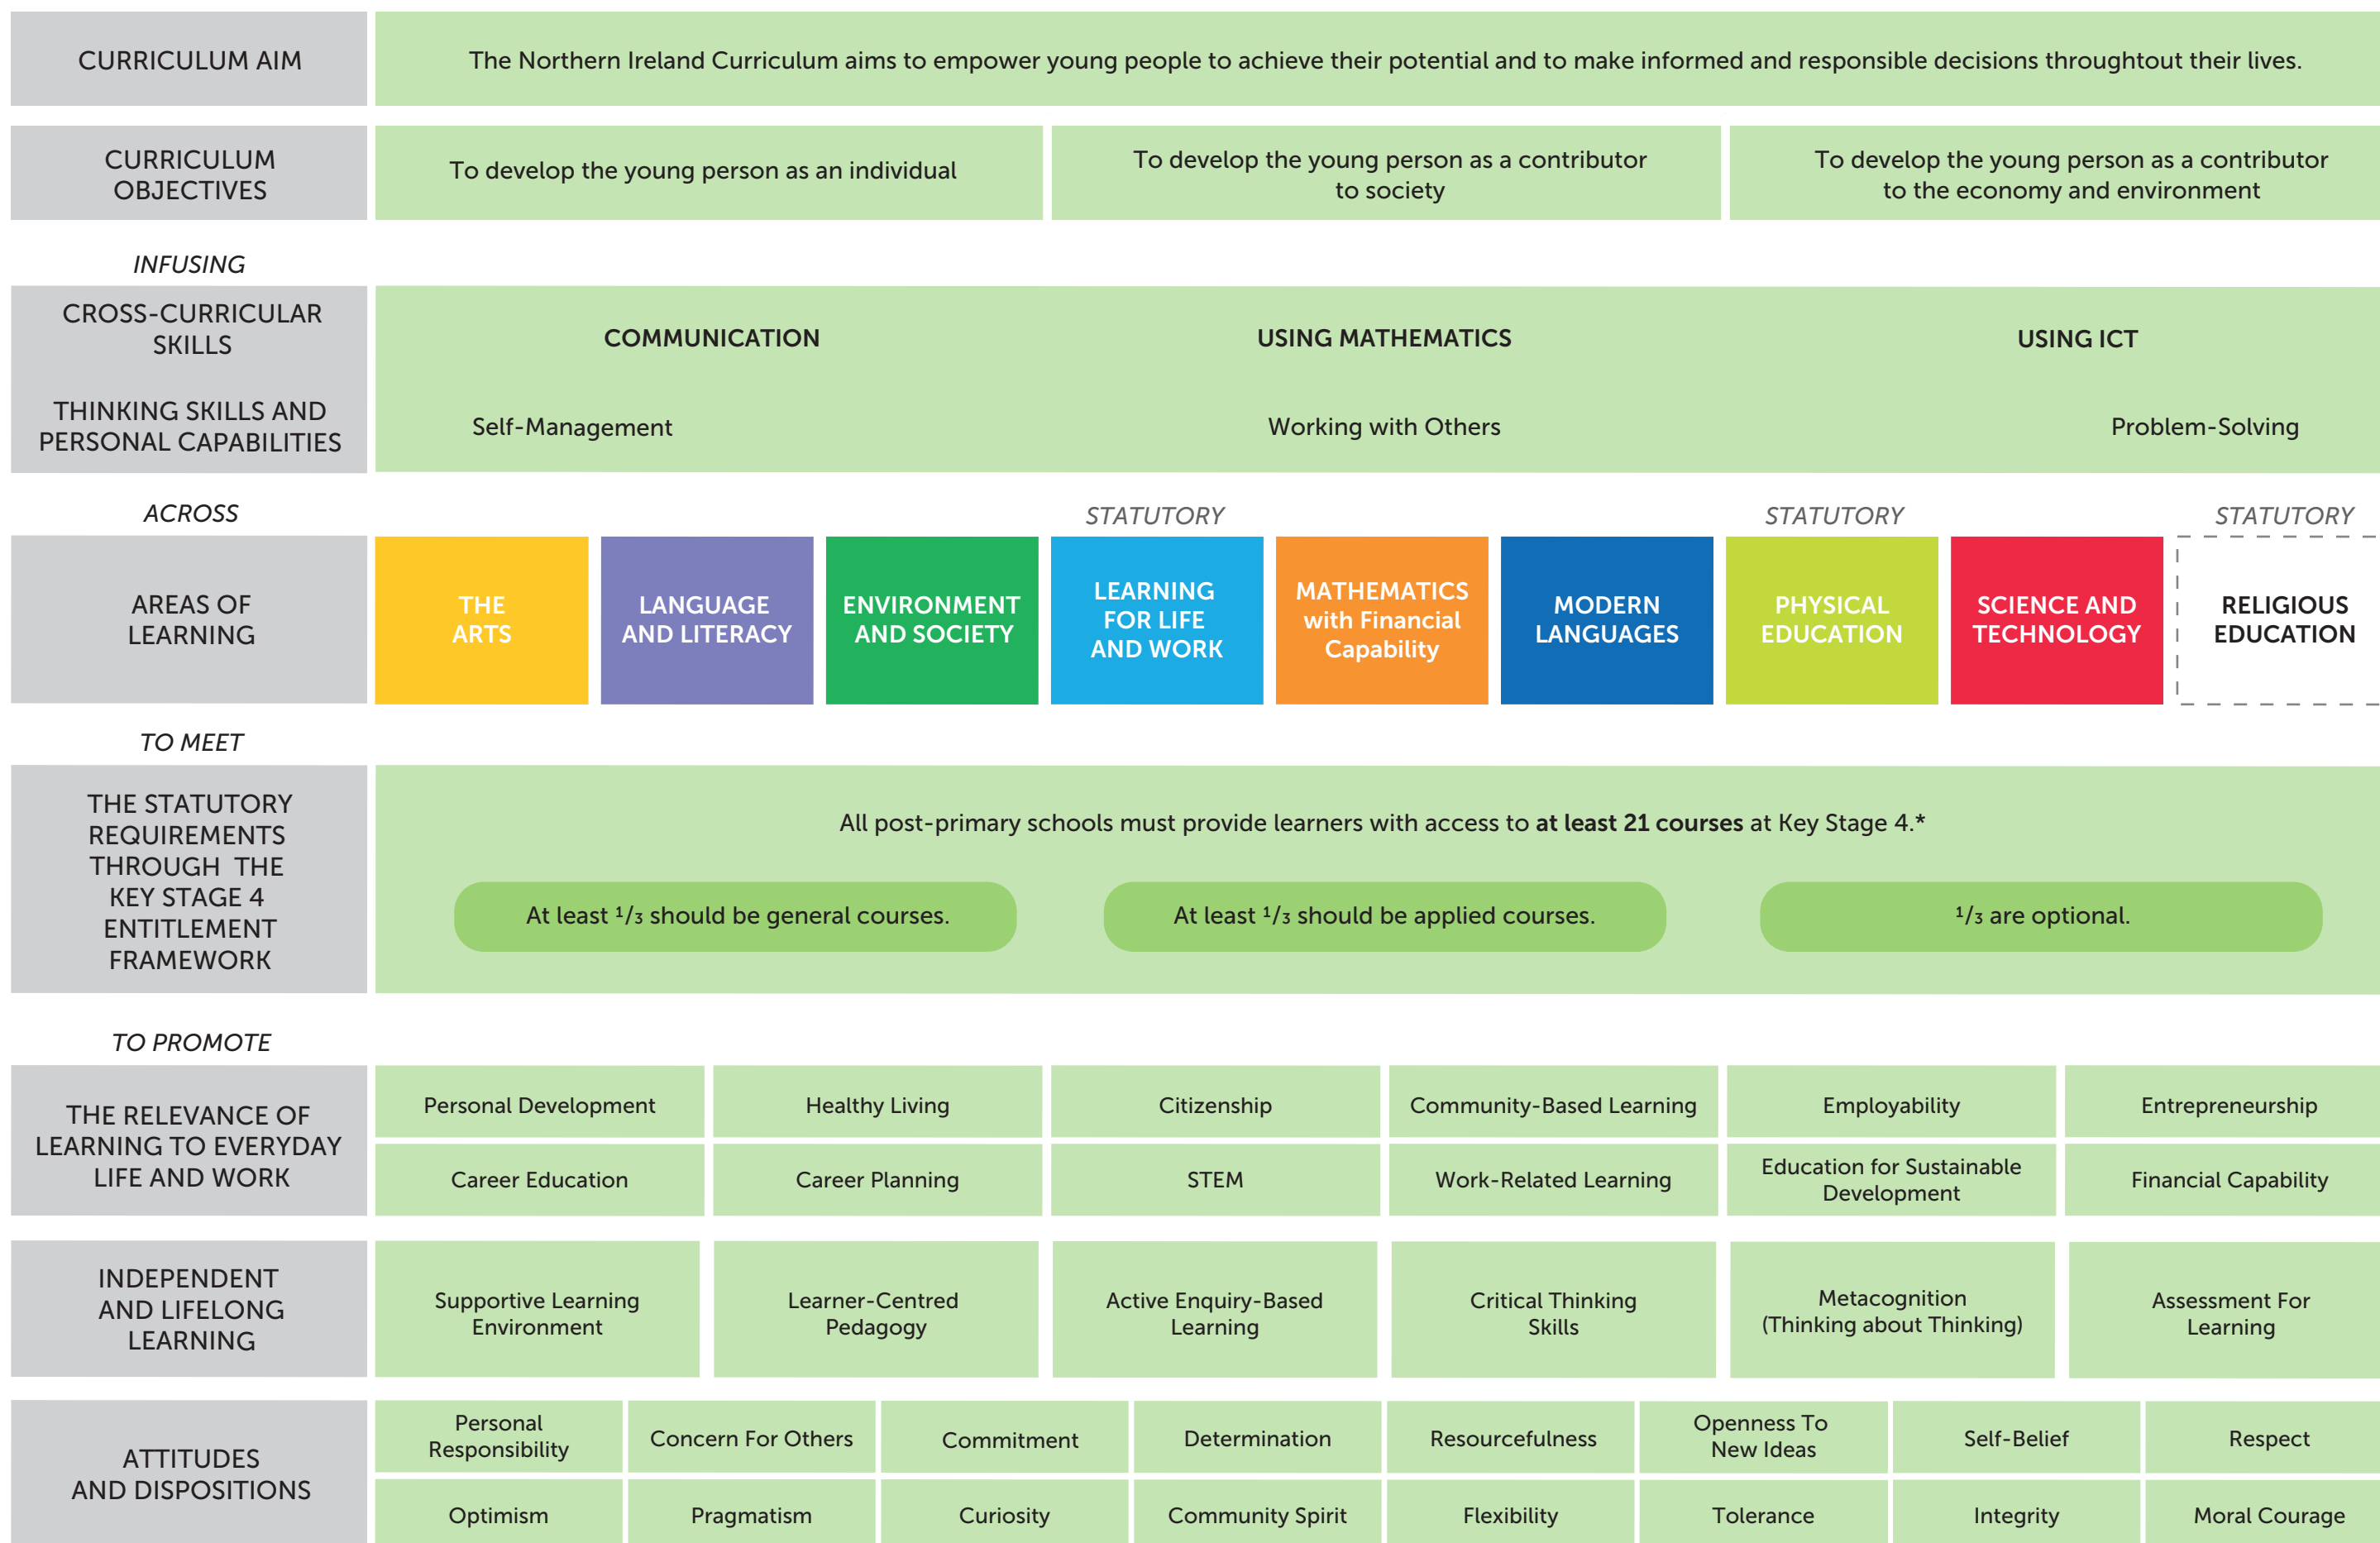 CURRICULUM AIM
The Northern Ireland Curriculum aims to empower young people to achieve their potential and to make informed and responsible decisions throughtout their lives.
CURRICULUM
OBJECTIVES
To develop the young person as an individual
To develop the young person as a contributor
to society
To develop the young person as a contributor
to the economy and environment
INFUSING
CROSS-CURRICULAR
SKILLS
COMMUNICATION
USING MATHEMATICS
USING ICT
THINKING SKILLS AND
PERSONAL CAPABILITIES
Self-Management
Working with Others
Problem-Solving
ACROSS
STATUTORY
STATUTORY
STATUTORY
AREAS OF
LEARNING
THE
ARTS
LANGUAGE
AND LITERACY
ENVIRONMENT
AND SOCIETY
LEARNING
FOR LIFE
AND WORK
MATHEMATICS
with Financial
Capability
MODERN
LANGUAGES
PHYSICAL
EDUCATION
SCIENCE AND
TECHNOLOGY
RELIGIOUS
EDUCATION
TO MEET
THE STATUTORY
REQUIREMENTS
THROUGH THE
KEY STAGE 4
ENTITLEMENT
FRAMEWORK
All post-primary schools must provide learners with access to at least 21 courses at Key Stage 4.*
At least 1/3 should be general courses.
At least 1/3 should be applied courses.
1/3 are optional.
TO PROMOTE
THE RELEVANCE OF
LEARNING TO EVERYDAY
LIFE AND WORK
Personal Development
Healthy Living
Citizenship
Community-Based Learning
Employability
Entrepreneurship
Career Education
Career Planning
STEM
Work-Related Learning
Education for Sustainable
Development
Financial Capability
INDEPENDENT
AND LIFELONG
LEARNING
Supportive Learning
Environment
Learner-Centred
Pedagogy
Active Enquiry-Based
Learning
Critical Thinking
Skills
Metacognition
(Thinking about Thinking)
Assessment For
Learning
ATTITUDES
AND DISPOSITIONS
Personal
Responsibility
Concern For Others
Commitment
Determination
Resourcefulness
Openness To
New Ideas
Self-Belief
Respect
Optimism
Pragmatism
Curiosity
Community Spirit
Flexibility
Tolerance
Integrity
Moral Courage